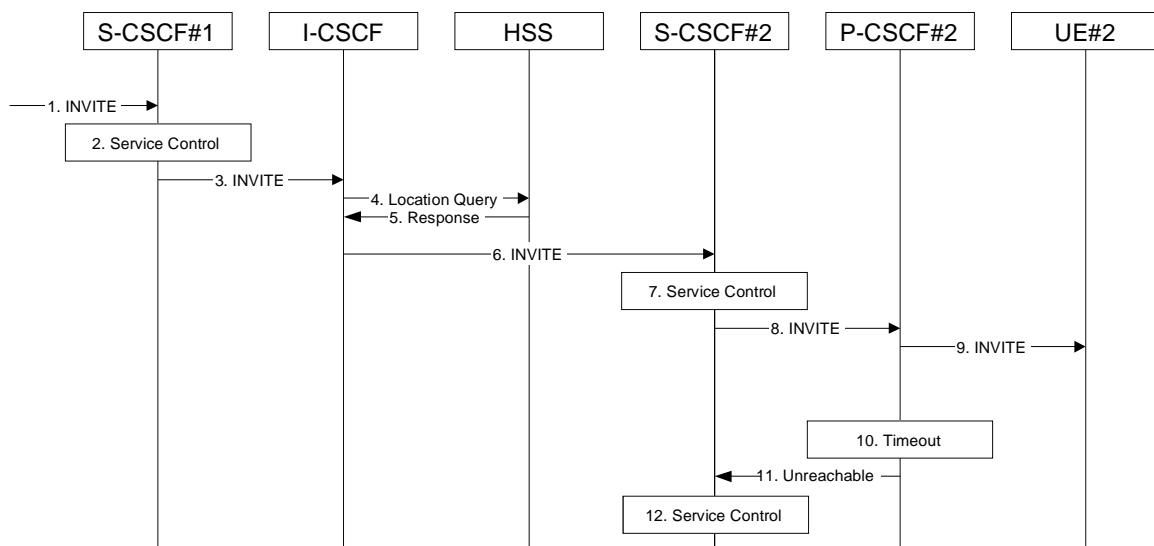 S-CSCF#1
I-CSCF
HSS
S-CSCF#2
P-CSCF#2
UE#2
1. INVITE
2. Service Control
3. INVITE
4. Location Query
5. Response
6. INVITE
7. Service Control
8. INVITE
9. INVITE
10. Timeout
11. Unreachable
12. Service Control